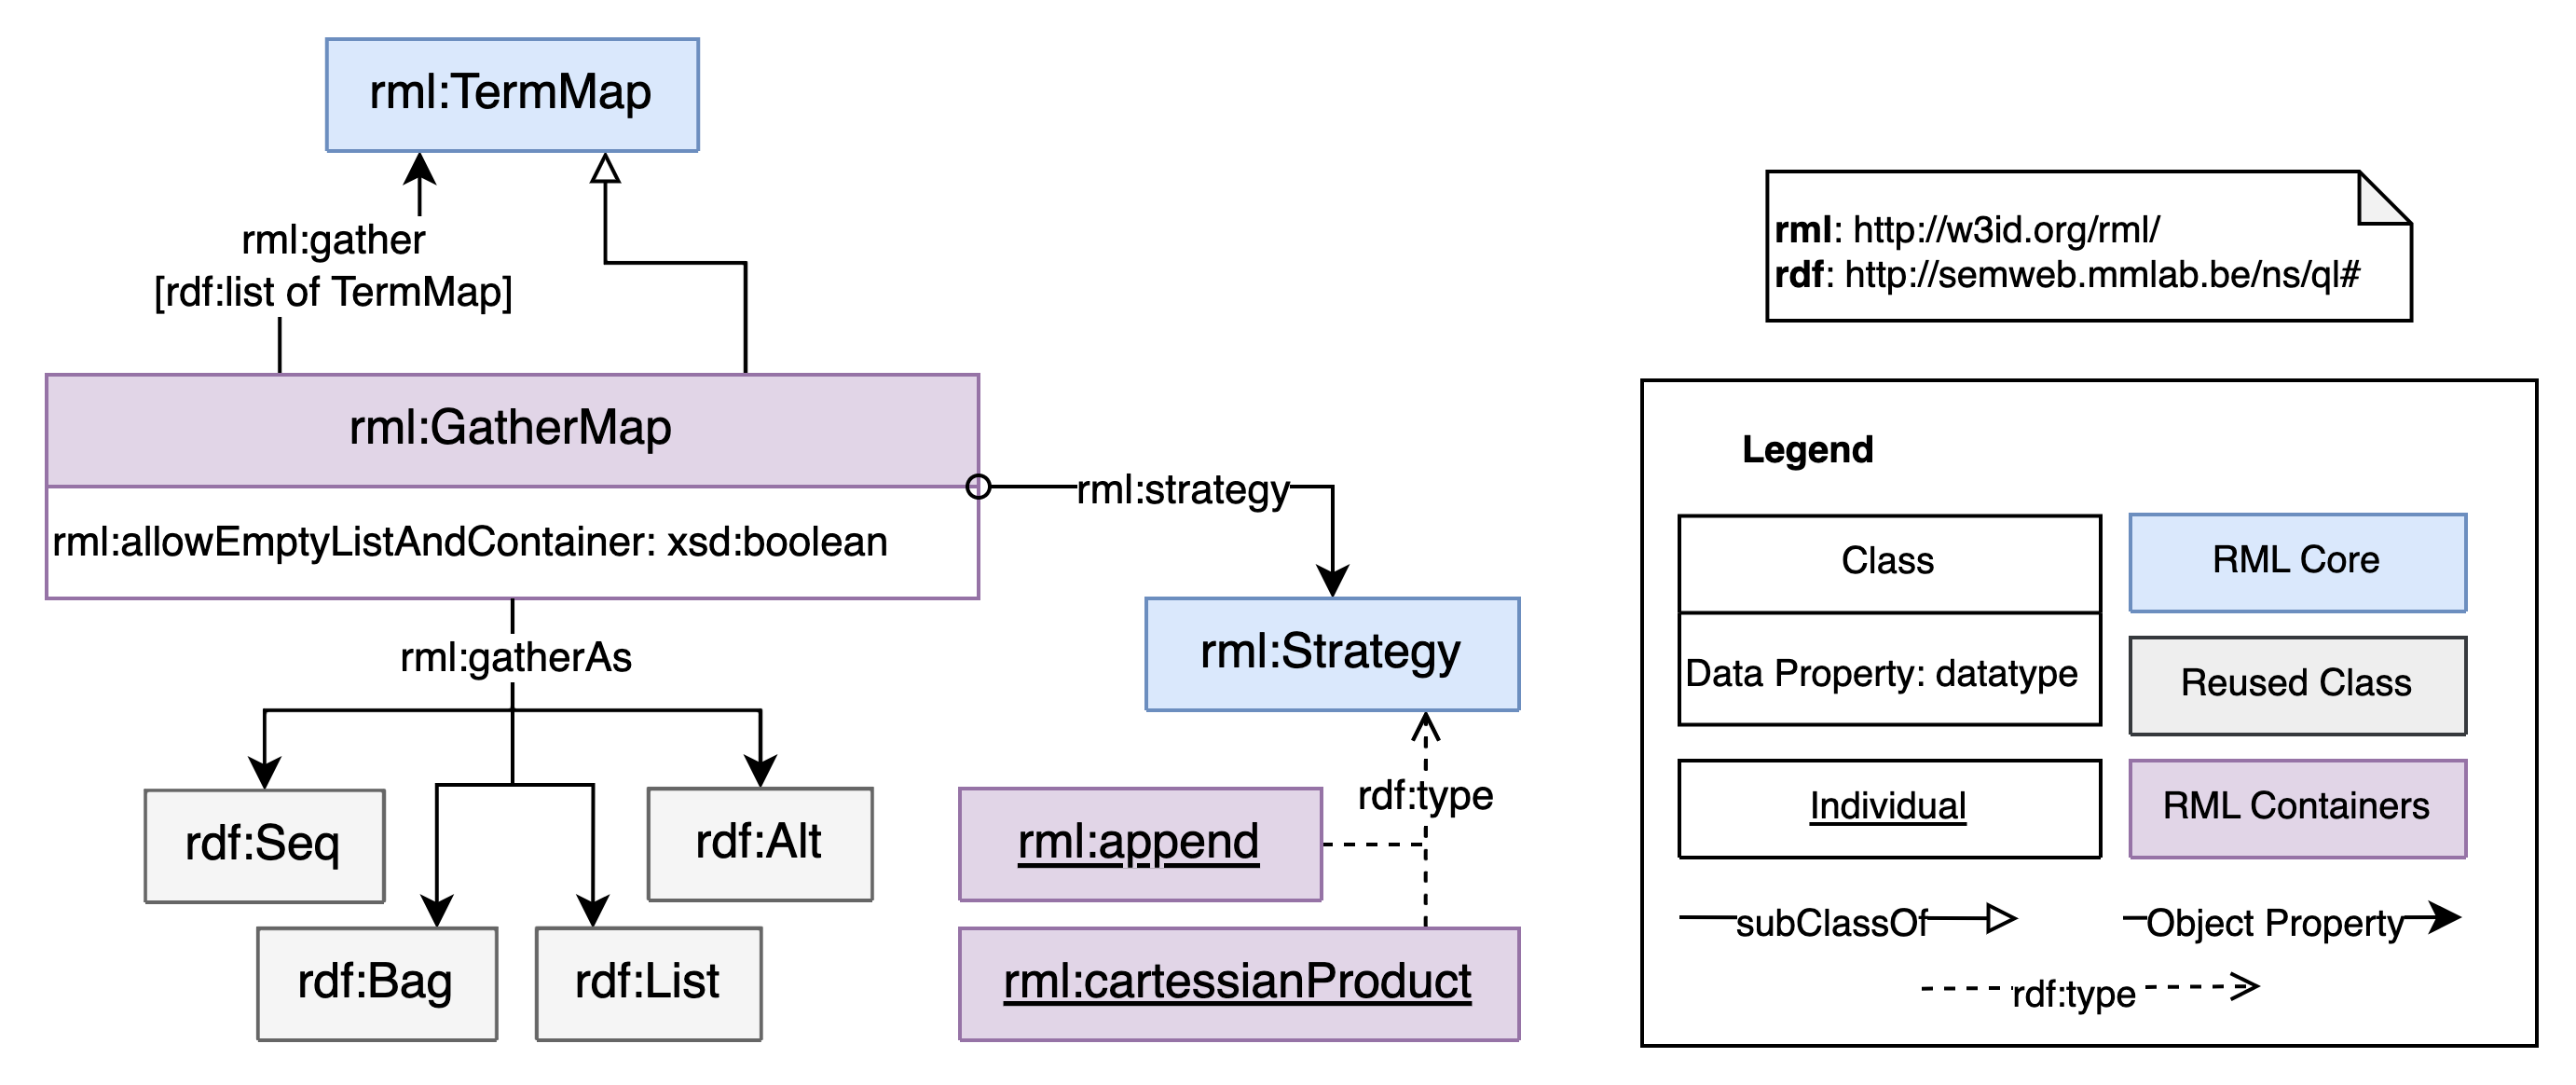 rml:TermMap
rml:gather
[rdf:list of TermMap]
rml:GatherMap
rml:allowEmptyListAndContainer: xsd:boolean
rml:strategy
rml:gatherAs
rml:Strategy
rdf:Seq
rdf:Alt
rdf:Bag
rdf:List
rdf:type
rml:append
rml:cartessianProduct
rml: http://w3id.org/rml/
rdf: http://semweb.mmlab.be/ns/ql#
Legend
Class
Data Property: datatype
Individual
RML Core
Reused Class
RML Containers
subClassOf
Object Property
rdf:type